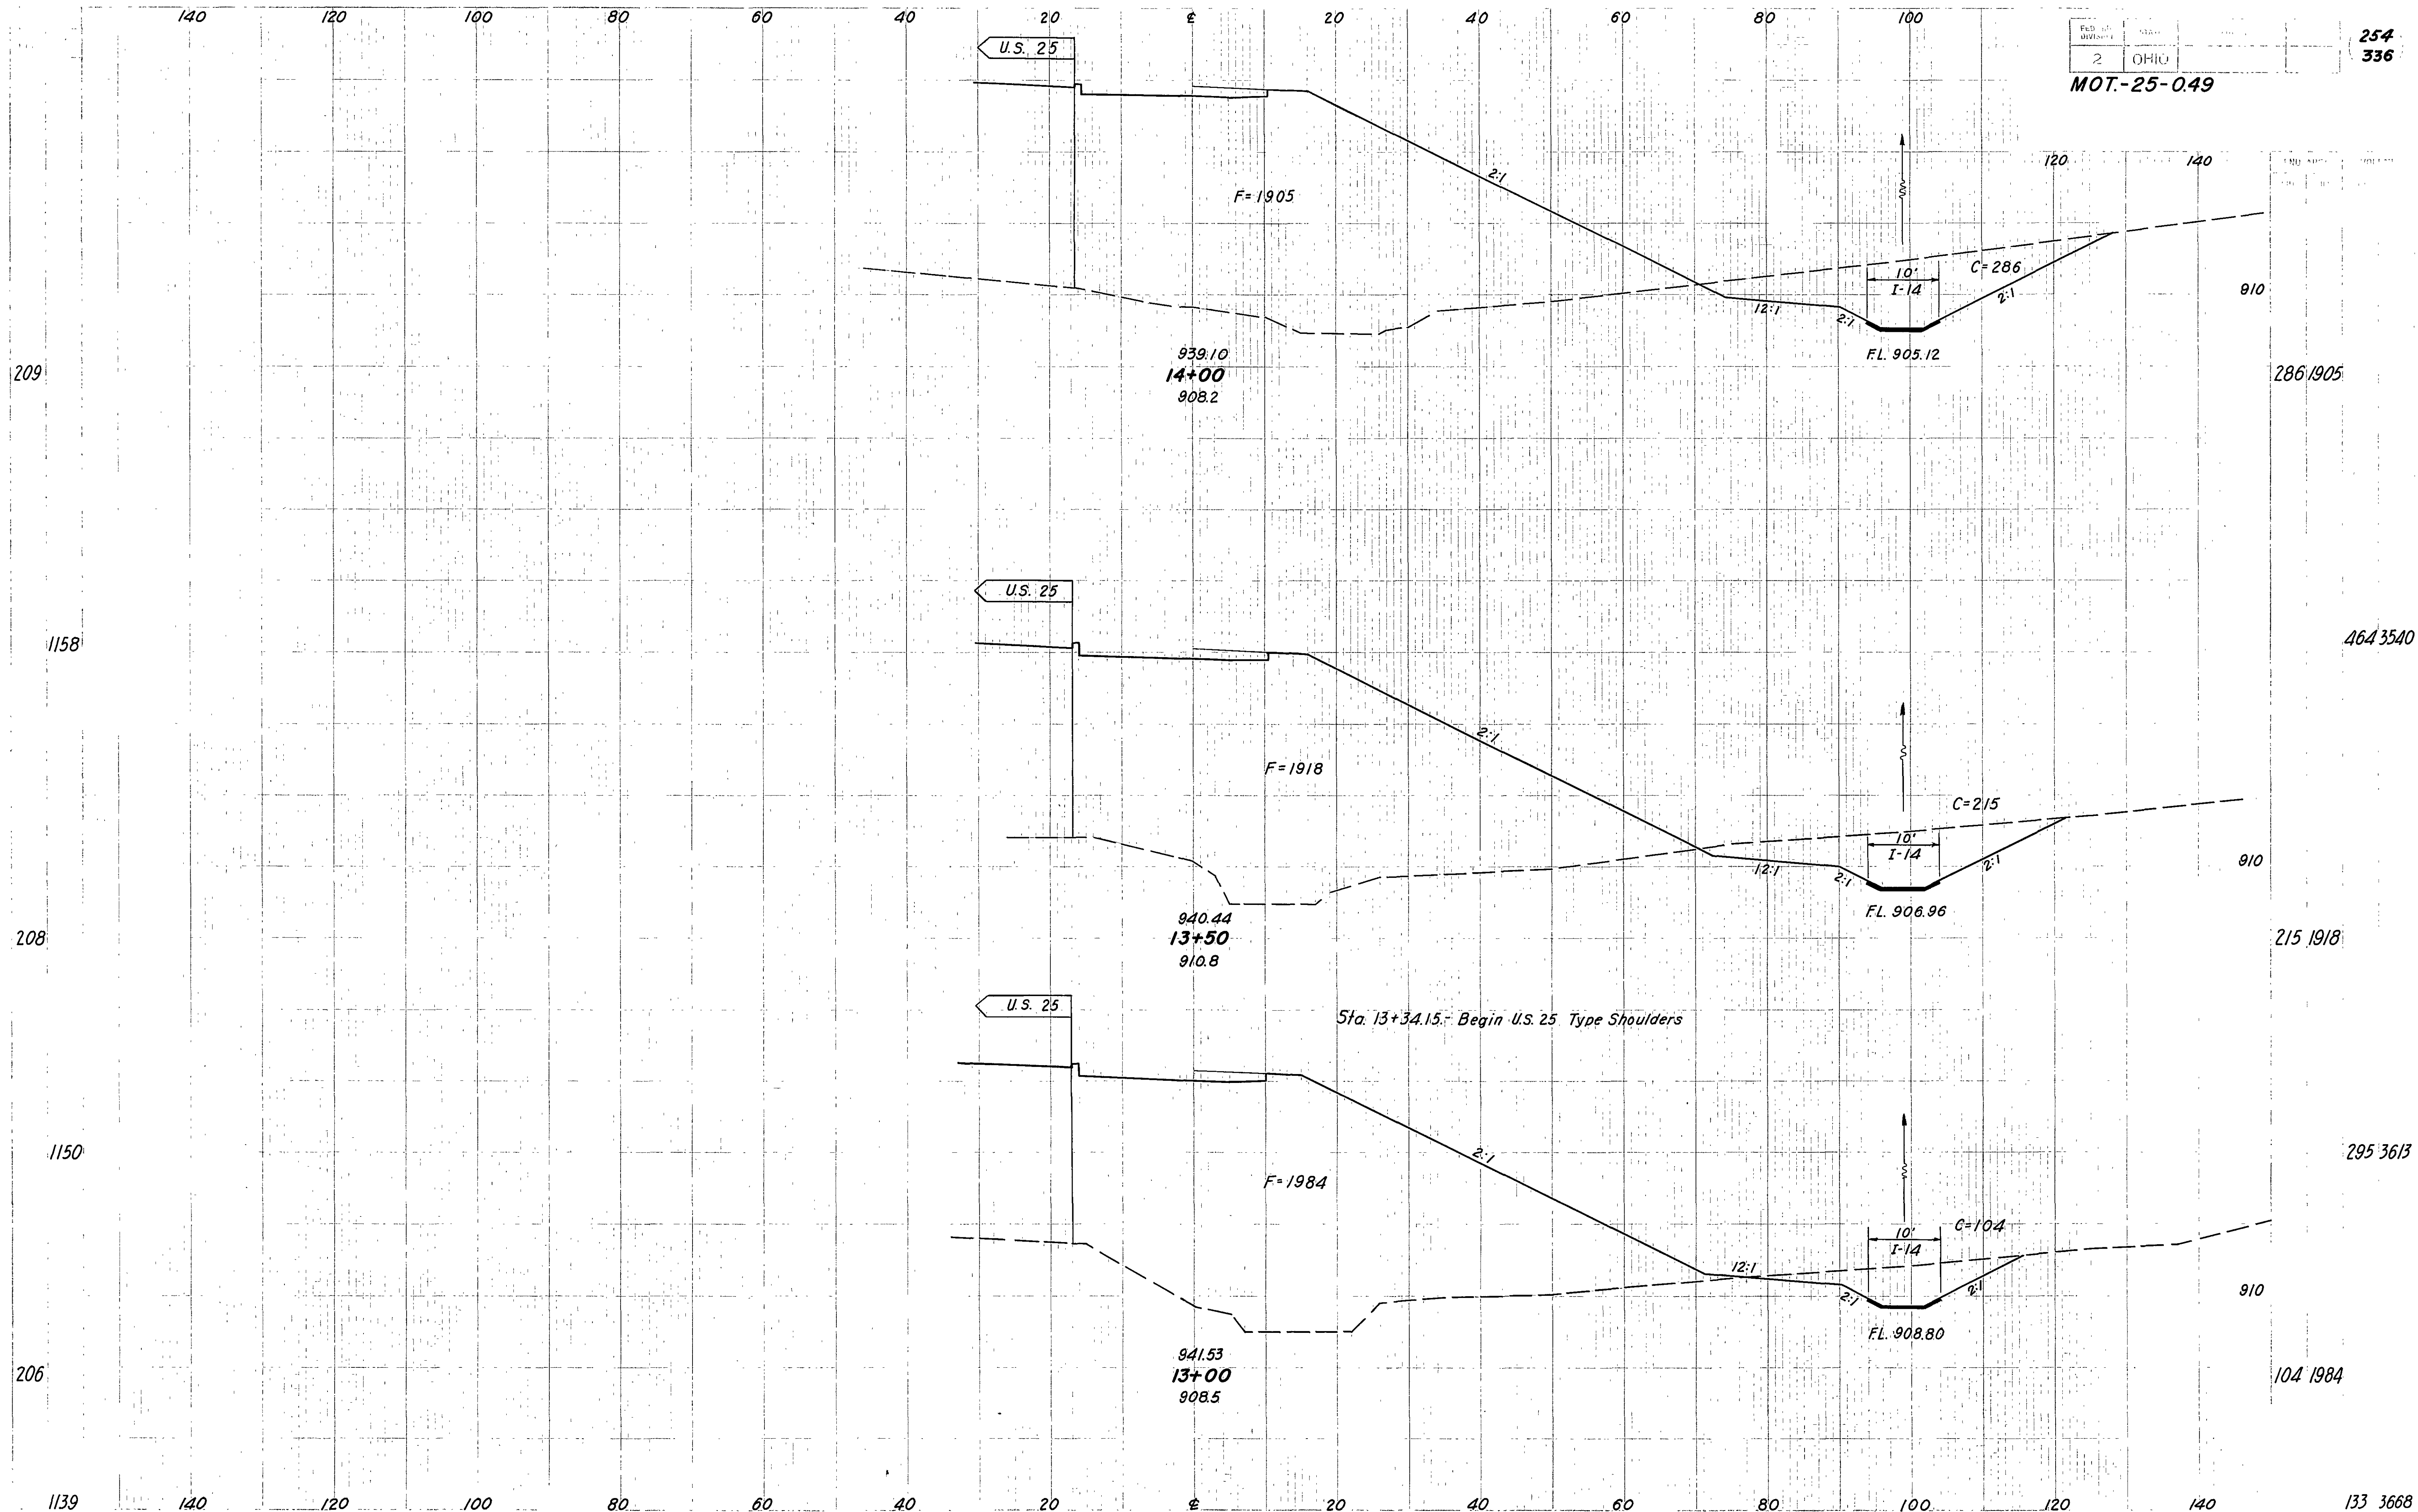 140 120 100 80 60 40 20 ℄ 20 40 60 80 100
2 OHIO
254
336
MOT.-25-0.49
120 140
U.S. 25
F=1905
2:1
12:1
2:1
10'
I-14
C=286
2:1
910
F.L. 905.12
939.10
14+00
908.2
209
286 1905
1158
464 3540
U.S. 25
F=1918
2:1
12:1
2:1
10'
I-14
C=215
2:1
910
F.L. 906.96
940.44
13+50
910.8
208
215 1918
U.S. 25
Sta. 13+34.15 - Begin U.S. 25 Type Shoulders
1150
295 3613
F=1984
2:1
12:1
2:1
10'
I-14
C=104
2:1
910
F.L. 908.80
941.53
13+00
908.5
206
104 1984
1139
140 120 100 80 60 40 20 ℄ 20 40 60 80 100 120 140
133 3668